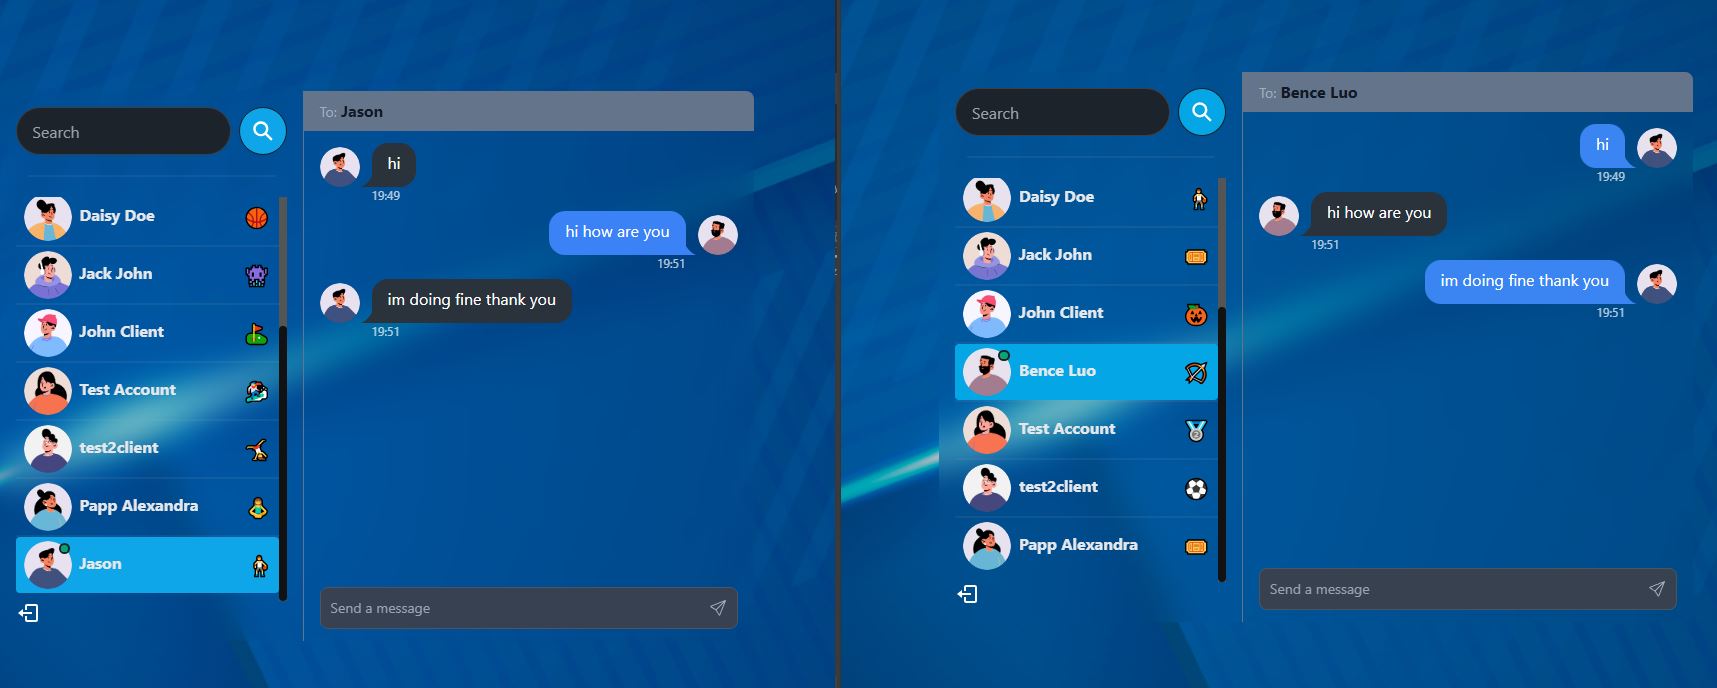 Search
Daisy Doe
Jack John
John Client
Test Account
test2client
Papp Alexandra
Jason
To: Jason
hi
19:49
hi how are you
19:51
im doing fine thank you
19:51
Send a message
Search
Daisy Doe
Jack John
John Client
Bence Luo
Test Account
test2client
Papp Alexandra
To: Bence Luo
hi
19:49
hi how are you
19:51
im doing fine thank you
19:51
Send a message